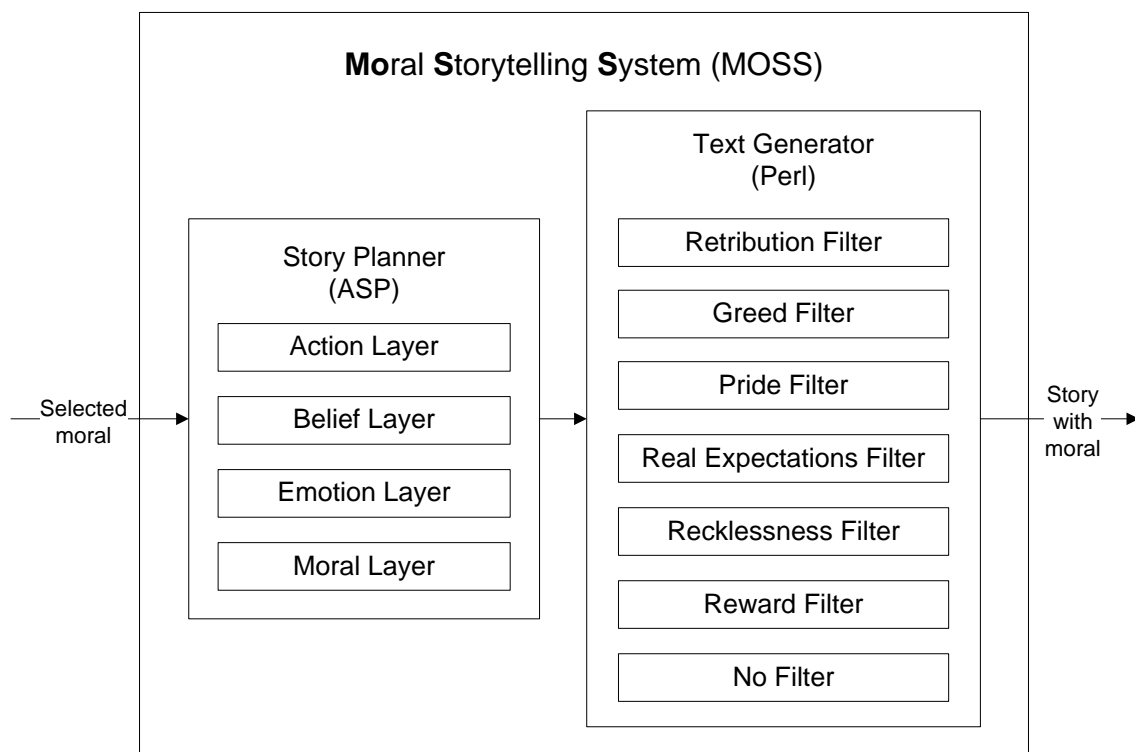 Moral Storytelling System (MOSS)
Selected
moral
Story Planner
(ASP)
Action Layer
Belief Layer
Emotion Layer
Moral Layer
Text Generator
(Perl)
Retribution Filter
Greed Filter
Pride Filter
Real Expectations Filter
Recklessness Filter
Reward Filter
No Filter
Story
with
moral